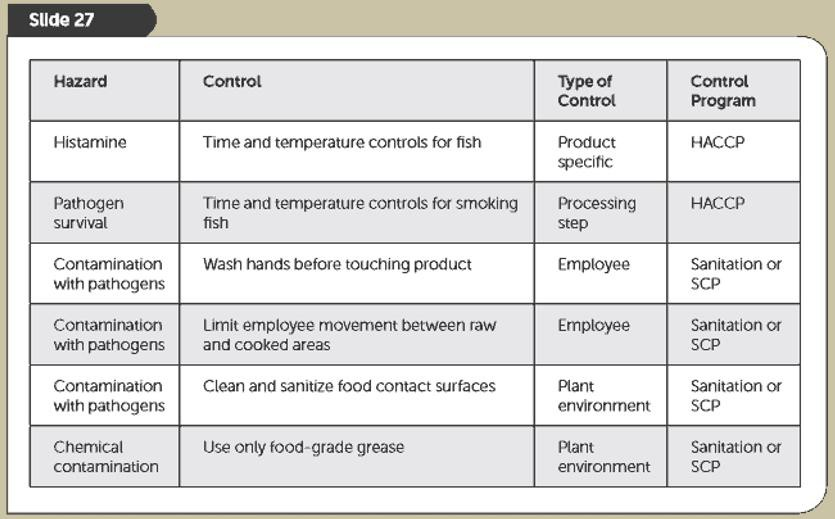 Slide 27
Hazard Control Type of Control Control Program
Histamine Time and temperature controls for fish Product specific HACCP
Pathogen survival Time and temperature controls for smoking fish Processing step HACCP
Contamination with pathogens Wash hands before touching product Employee Sanitation or SCP
Contamination with pathogens Limit employee movement between raw and cooked areas Employee Sanitation or SCP
Contamination with pathogens Clean and sanitize food contact surfaces Plant environment Sanitation or SCP
Chemical contamination Use only food-grade grease Plant environment Sanitation or SCP